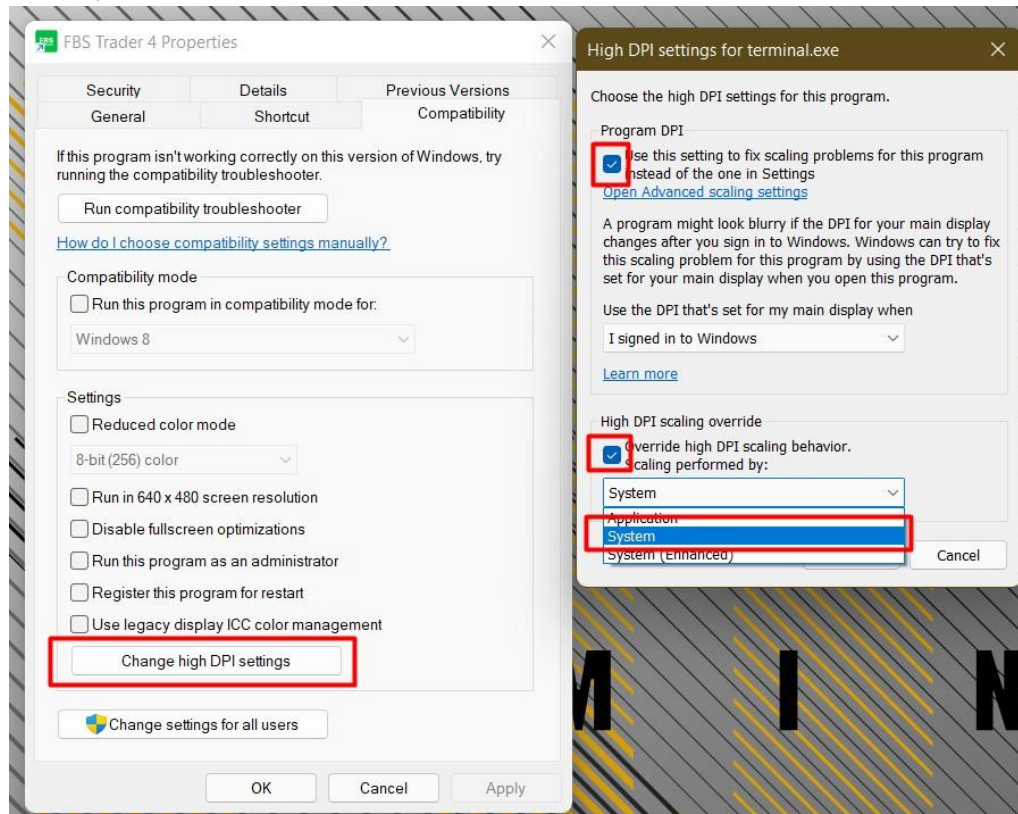 FBS Trader 4 Properties
Security Details Previous Versions
General Shortcut Compatibility
If this program isn't working correctly on this version of Windows, try
running the compatibility troubleshooter.
Run compatibility troubleshooter
How do I choose compatibility settings manually?
Compatibility mode
Run this program in compatibility mode for:
Windows 8
Settings
Reduced color mode
8-bit (256) color
Run in 640 x 480 screen resolution
Disable fullscreen optimizations
Run this program as an administrator
Register this program for restart
Use legacy display ICC color management
Change high DPI settings
Change settings for all users
OK Cancel Apply
High DPI settings for terminal.exe
Choose the high DPI settings for this program.
Program DPI
Use this setting to fix scaling problems for this program
instead of the one in Settings
Open Advanced scaling settings
A program might look blurry if the DPI for your main display
changes after you sign in to Windows. Windows can try to fix
this scaling problem for this program by using the DPI that's
set for your main display when you open this program.
Use the DPI that's set for my main display when
I signed in to Windows
Learn more
High DPI scaling override
Override high DPI scaling behavior.
Scaling performed by:
System
Application
System
System (Enhanced)
Cancel
M I N